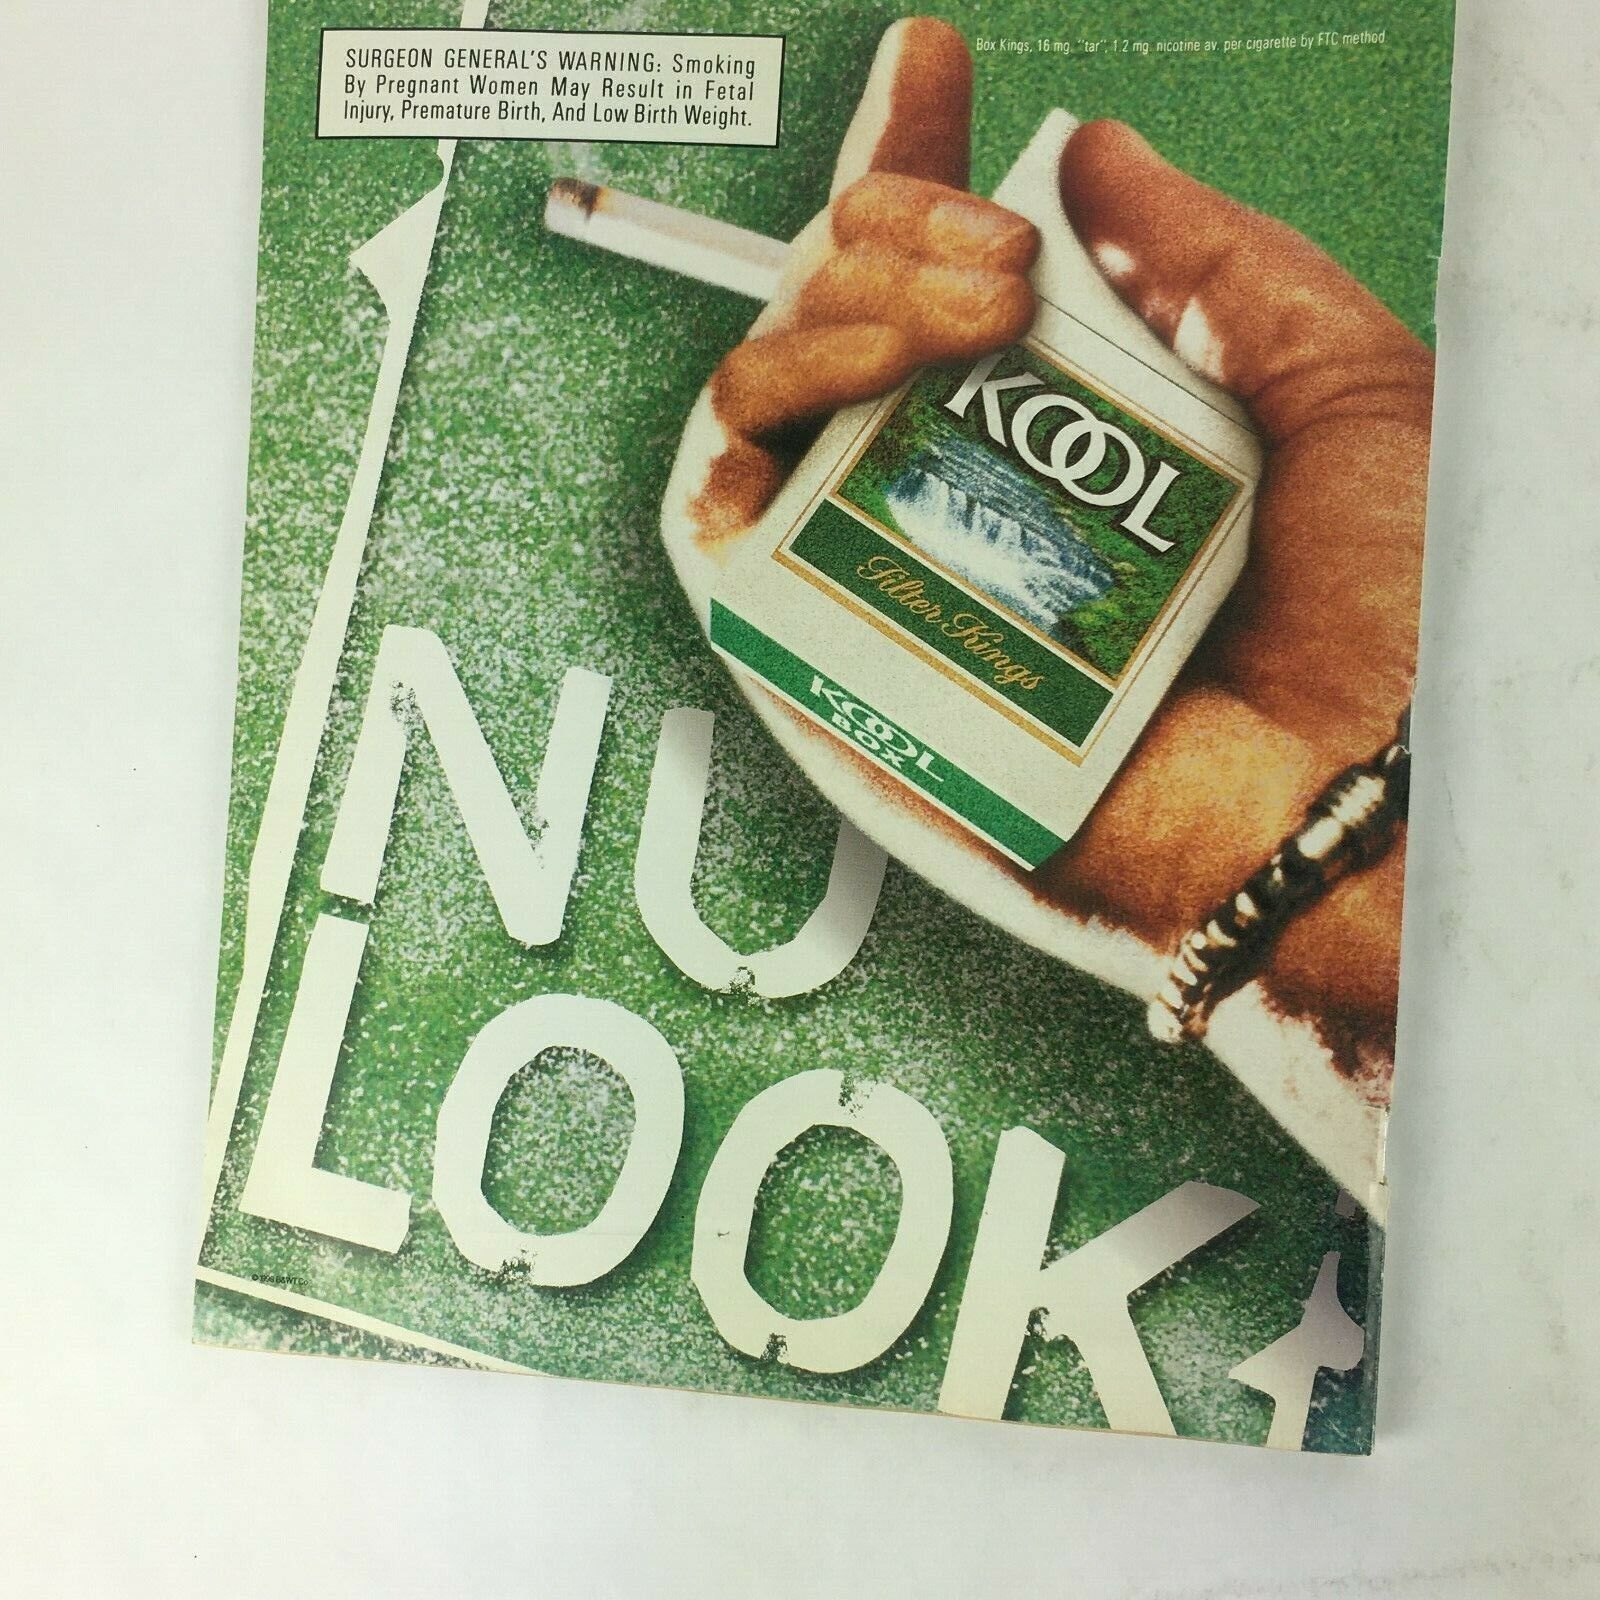 SURGEON GENERAL'S WARNING: Smoking
By Pregnant Women May Result in Fetal
Injury, Premature Birth, And Low Birth Weight.
Box Kings, 16 mg. "tar", 1.2 mg. nicotine av. per cigarette by FTC method.
KOOL
Filter Kings
KOOL
BOX
NU
LOOK
B&WT Co.